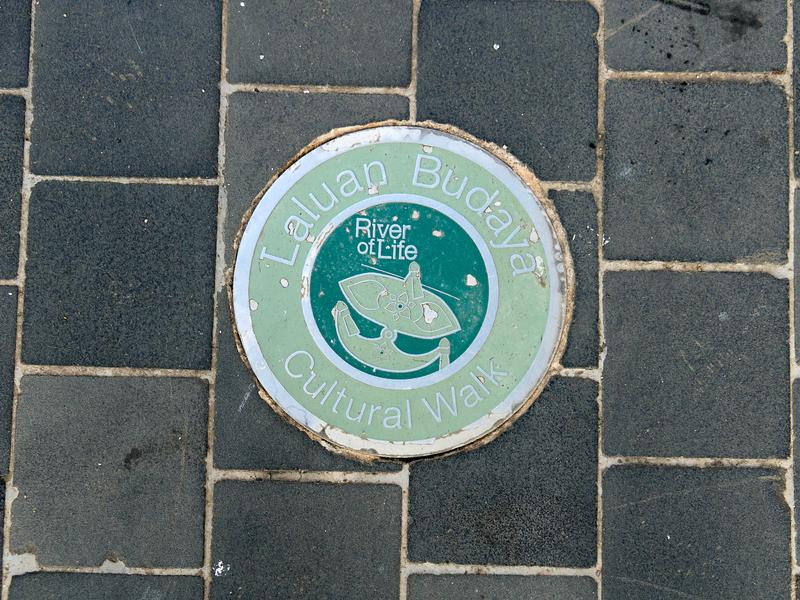 Laluan Budaya
River
of Life
Cultural Walk